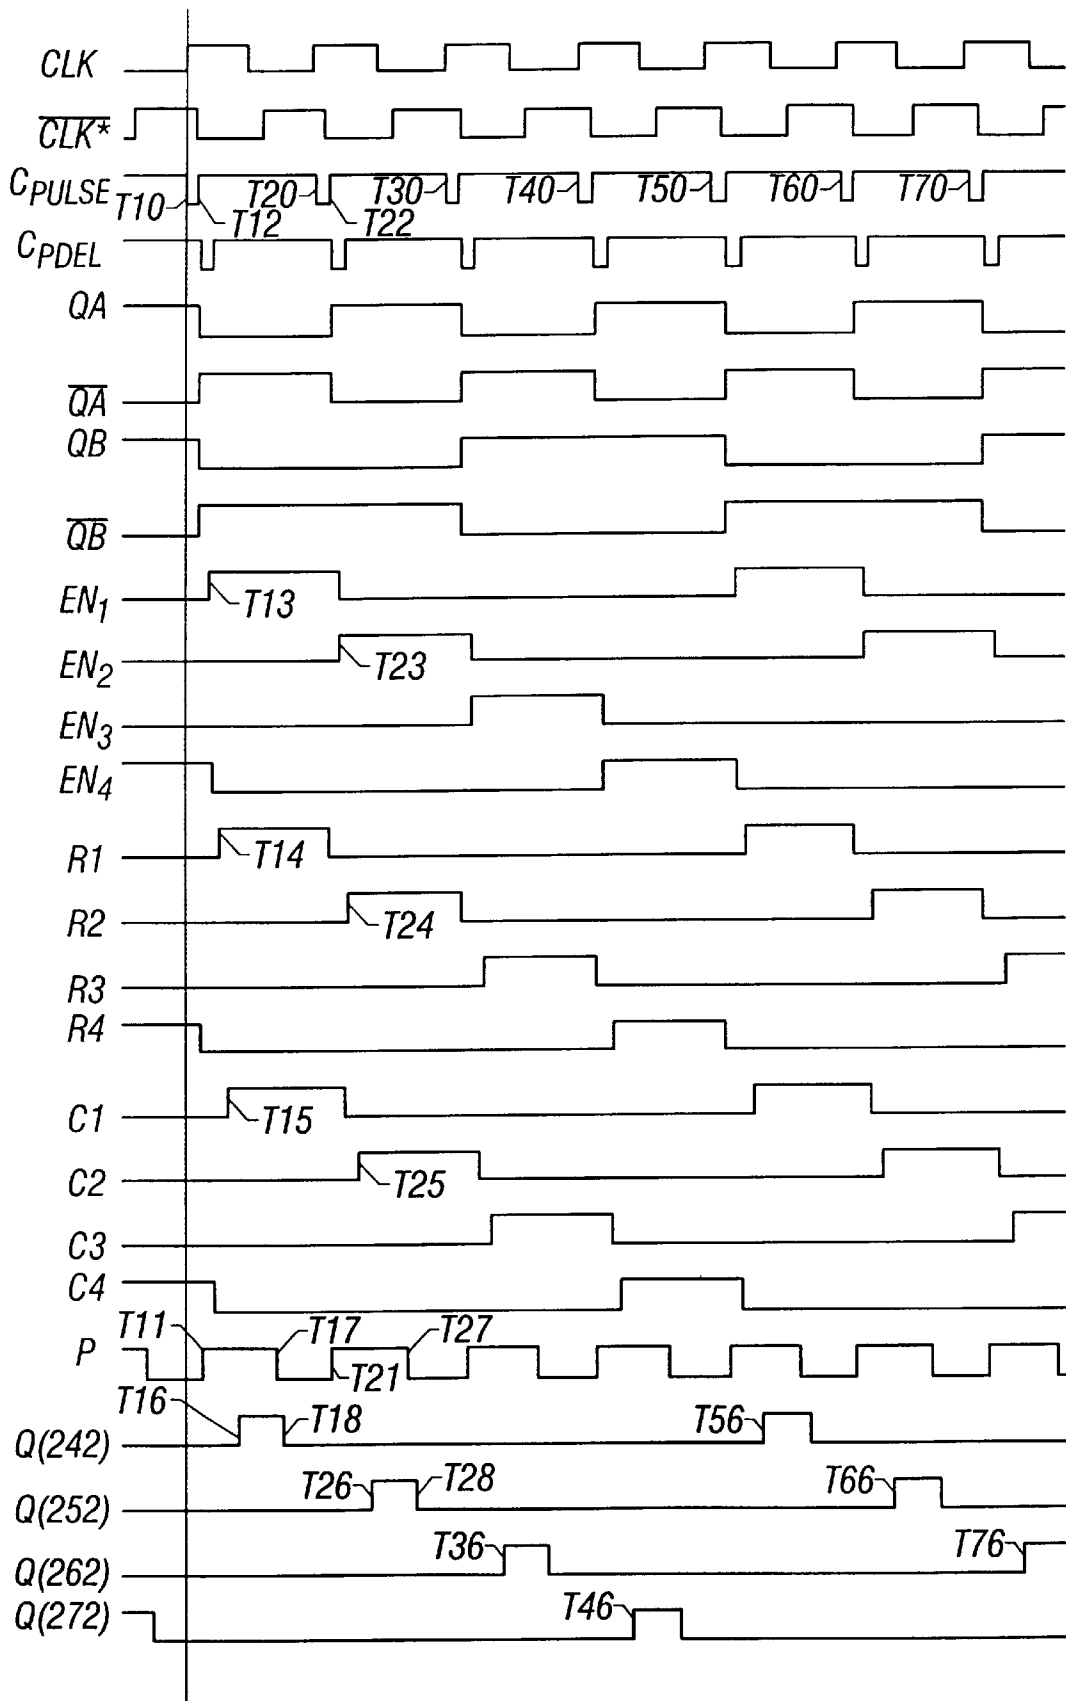 CLK
CLK*
CPULSE T10 T12 T20 T22 T30 T40 T50 T60 T70
CPDEL
QA
QA
QB
QB
EN1 T13
EN2 T23
EN3
EN4
R1 T14
R2 T24
R3
R4
C1 T15
C2 T25
C3
C4
P T11 T17 T21 T27
Q(242) T16 T18 T56
Q(252) T26 T28 T66
Q(262) T36 T76
Q(272) T46